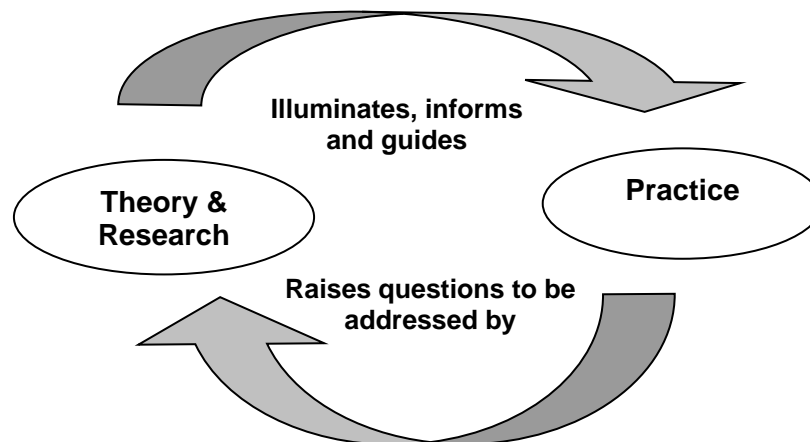 Illuminates, informs
and guides
Theory &
Research
Practice
Raises questions to be
addressed by